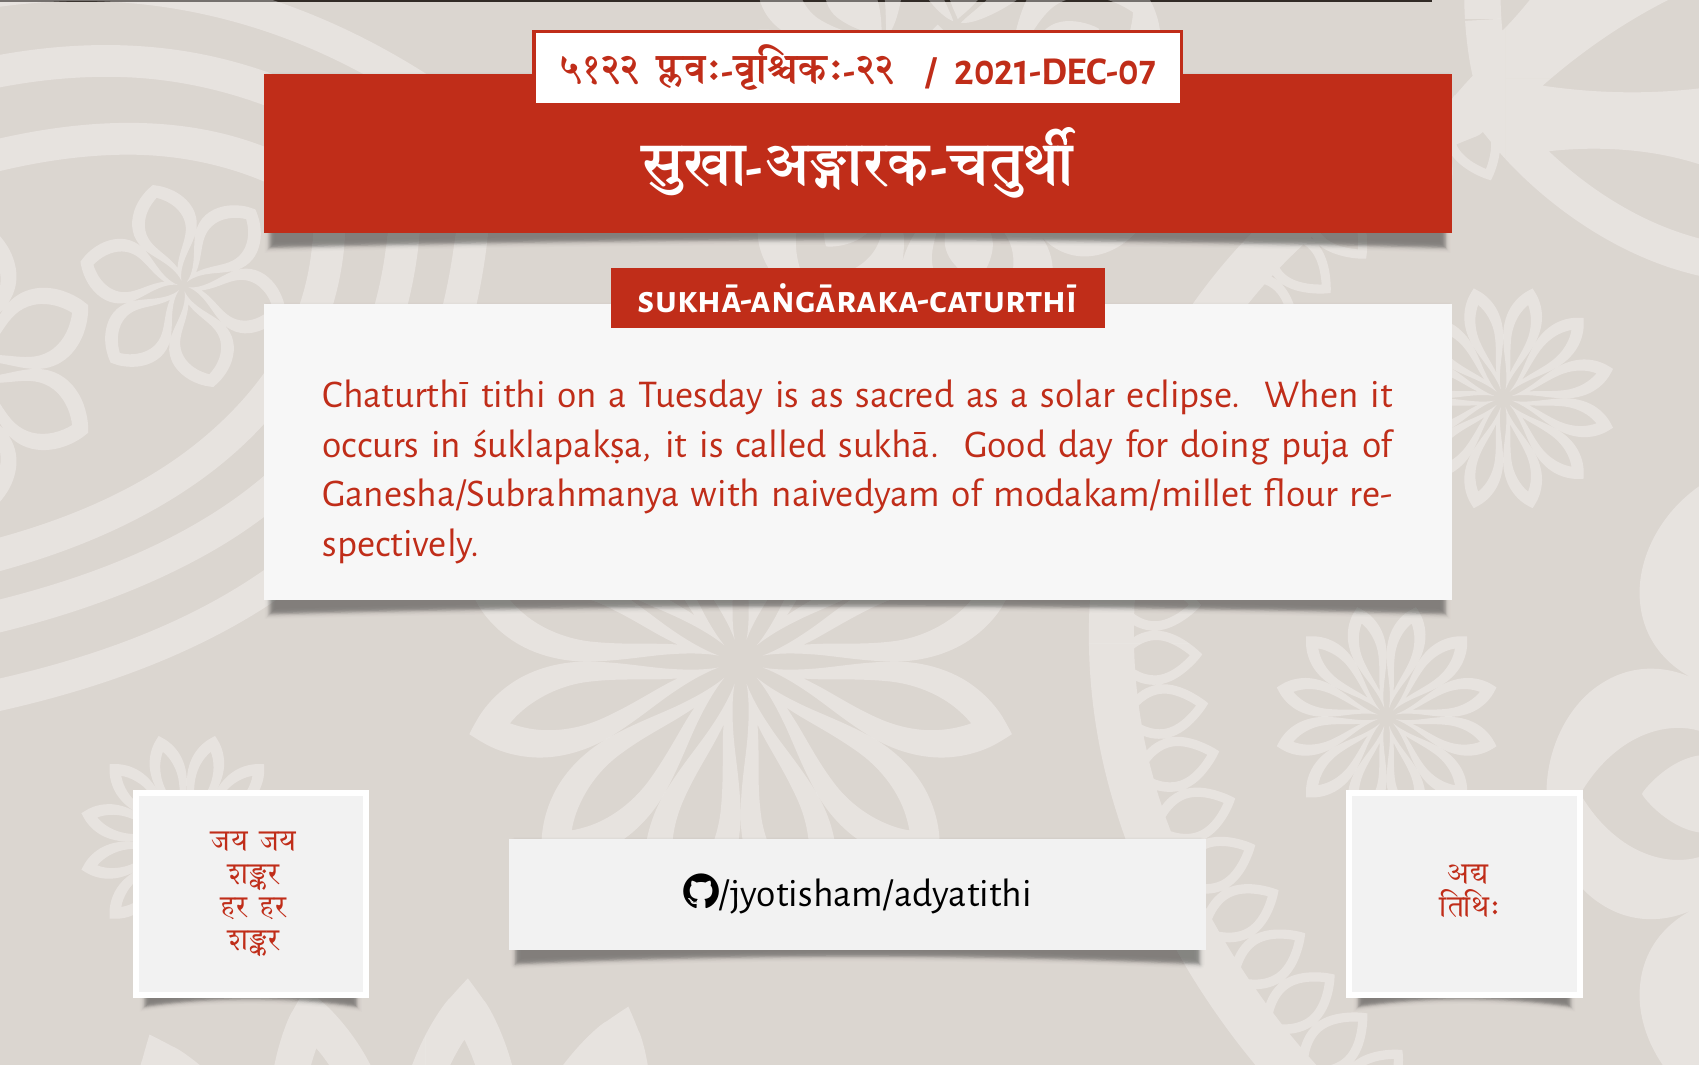 ५१२२ प्लवः-वृश्चिकः-२२ / 2021-DEC-07
सुखा-अङ्गारक-चतुर्थी
SUKHĀ-AṄGĀRAKA-CATURTHĪ
Chaturthī tithi on a Tuesday is as sacred as a solar eclipse. When it
occurs in śuklapakṣa, it is called sukhā. Good day for doing puja of
Ganesha/Subrahmanya with naivedyam of modakam/millet flour re-
spectively.
जय जय
शङ्कर
हर हर
शङ्कर
/jyotisham/adyatithi
अद्य
तिथिः